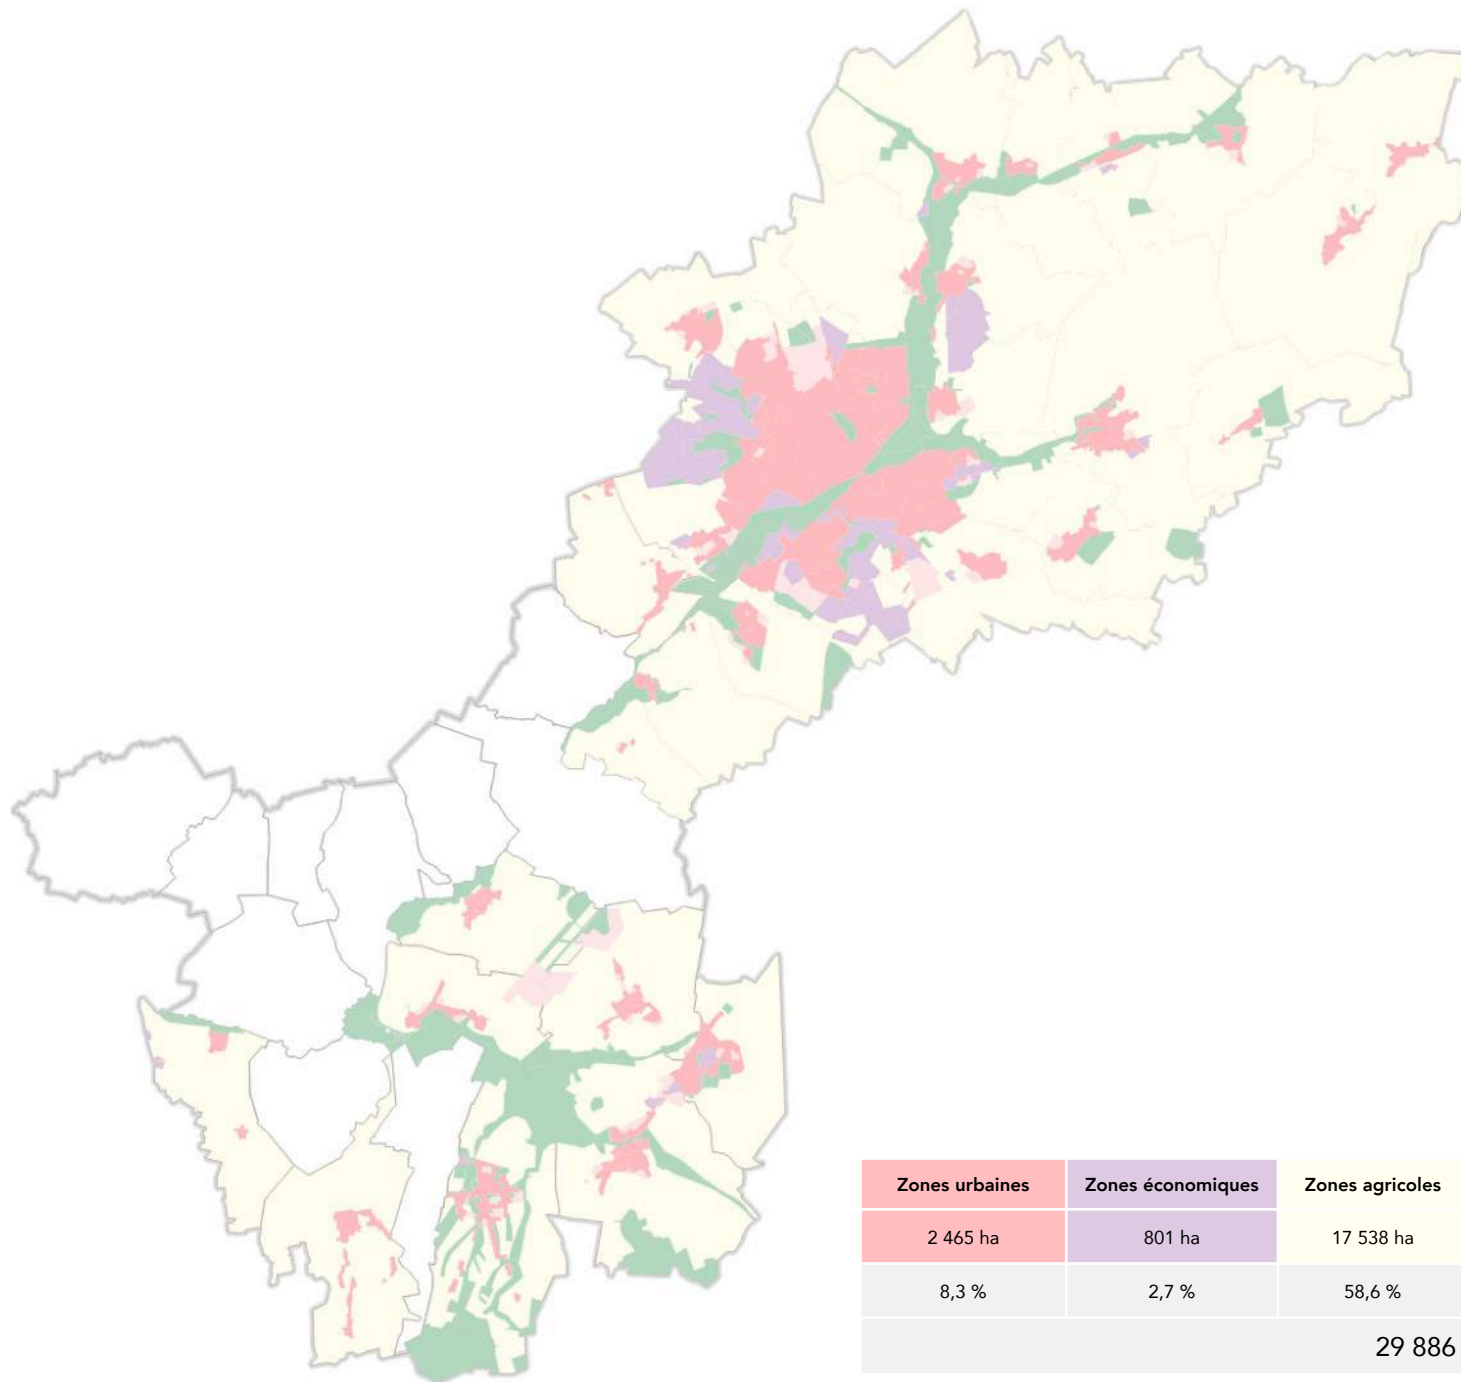 Zones urbaines Zones économiques Zones agricoles
2 465 ha 801 ha 17 538 ha
8,3 % 2,7 % 58,6 %
29 886